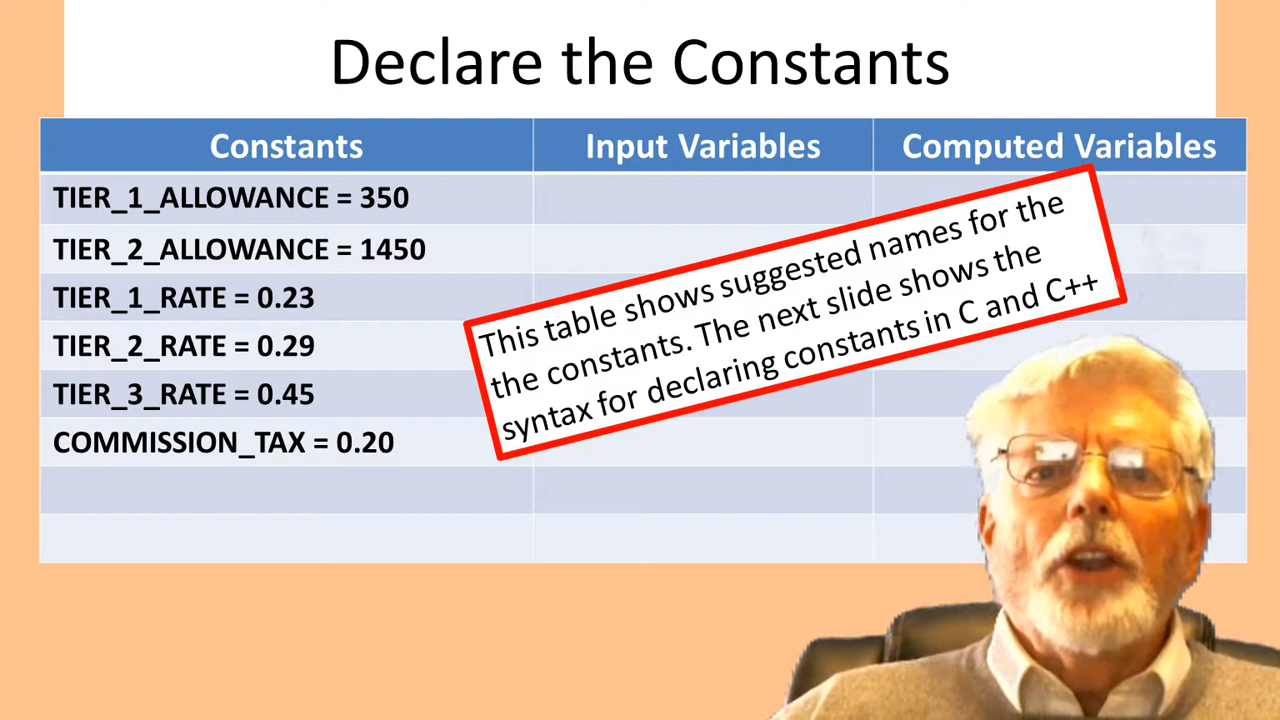 Declare the Constants
Constants
Input Variables
Computed Variables
TIER_1_ALLOWANCE = 350
TIER_2_ALLOWANCE = 1450
TIER_1_RATE = 0.23
TIER_2_RATE = 0.29
TIER_3_RATE = 0.45
COMMISSION_TAX = 0.20
This table shows suggested names for the
the constants. The next slide shows the
syntax for declaring constants in C and C++